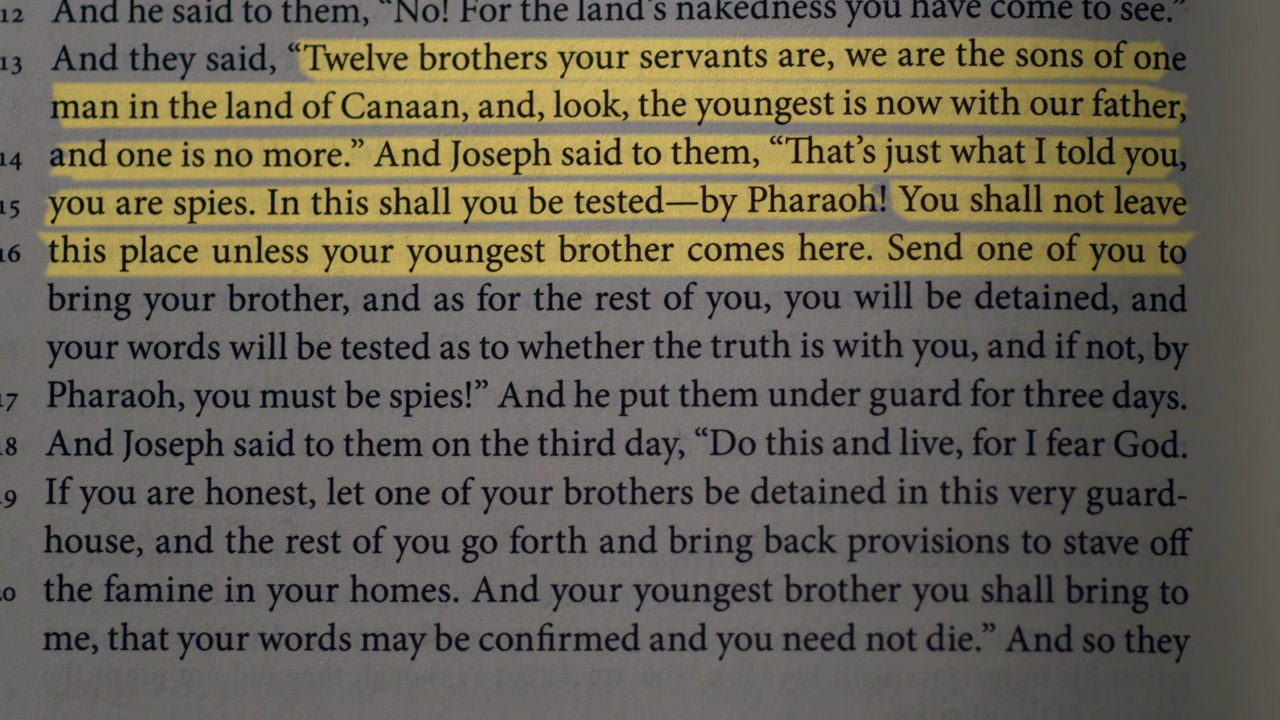 12 And he said to them, “No! For the land’s nakedness you have come to see.”
13 And they said, “Twelve brothers your servants are, we are the sons of one
man in the land of Canaan, and, look, the youngest is now with our father,
14 and one is no more.” And Joseph said to them, “That’s just what I told you,
15 you are spies. In this shall you be tested—by Pharaoh! You shall not leave
16 this place unless your youngest brother comes here. Send one of you to
bring your brother, and as for the rest of you, you will be detained, and
your words will be tested as to whether the truth is with you, and if not, by
17 Pharaoh, you must be spies!” And he put them under guard for three days.
18 And Joseph said to them on the third day, “Do this and live, for I fear God.
19 If you are honest, let one of your brothers be detained in this very guard-
house, and the rest of you go forth and bring back provisions to stave off
20 the famine in your homes. And your youngest brother you shall bring to
me, that your words may be confirmed and you need not die.” And so they